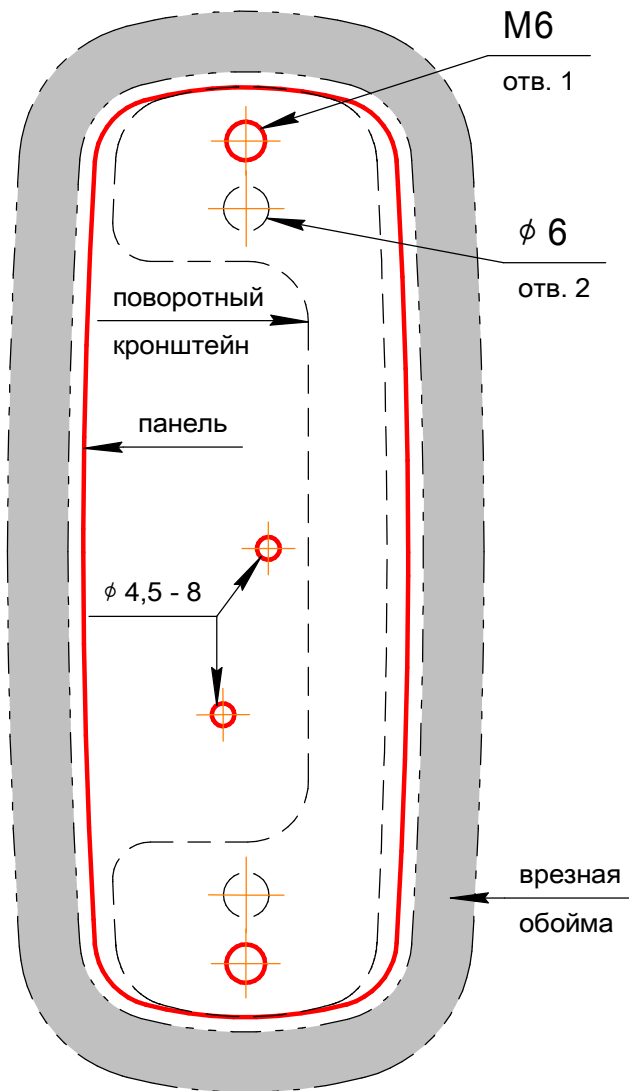 М6
отв. 1
ϕ 6
отв. 2
поворотный
кронштейн
панель
ϕ 4,5 - 8
врезная
обойма